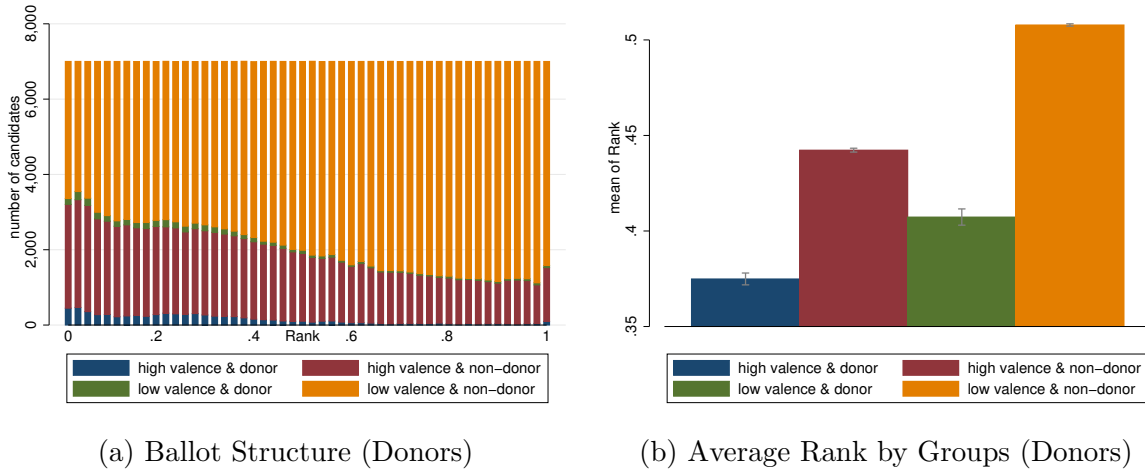 8,000
6,000
4,000
2,000
0
number of candidates
0 .2 .4 .6 .8 1
Rank
high valence & donor high valence & non−donor
low valence & donor low valence & non−donor
(a) Ballot Structure (Donors)
.5
.45
.4
.35
mean of Rank
high valence & donor high valence & non−donor
low valence & donor low valence & non−donor
(b) Average Rank by Groups (Donors)